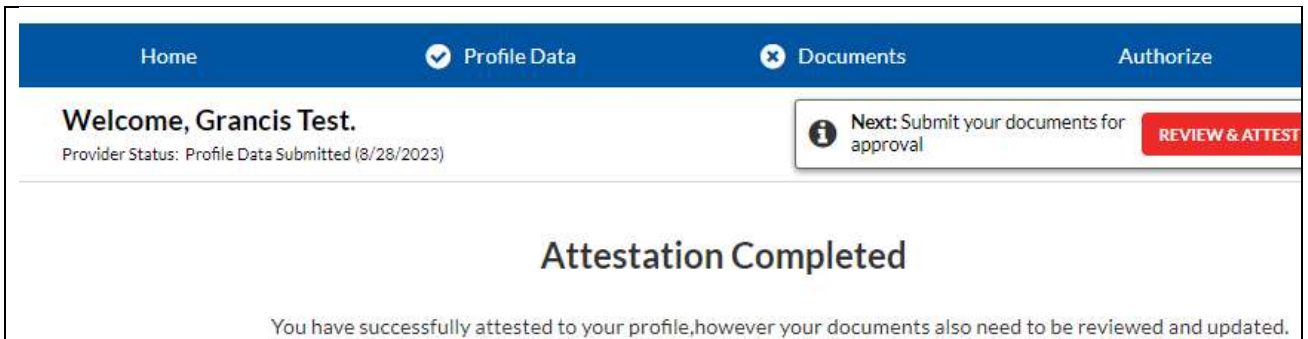 Home Profile Data Documents Authorize
Welcome, Grancis Test.
Provider Status: Profile Data Submitted (8/28/2023)
Next: Submit your documents for
approval
REVIEW & ATTEST
Attestation Completed
You have successfully attested to your profile,however your documents also need to be reviewed and updated.